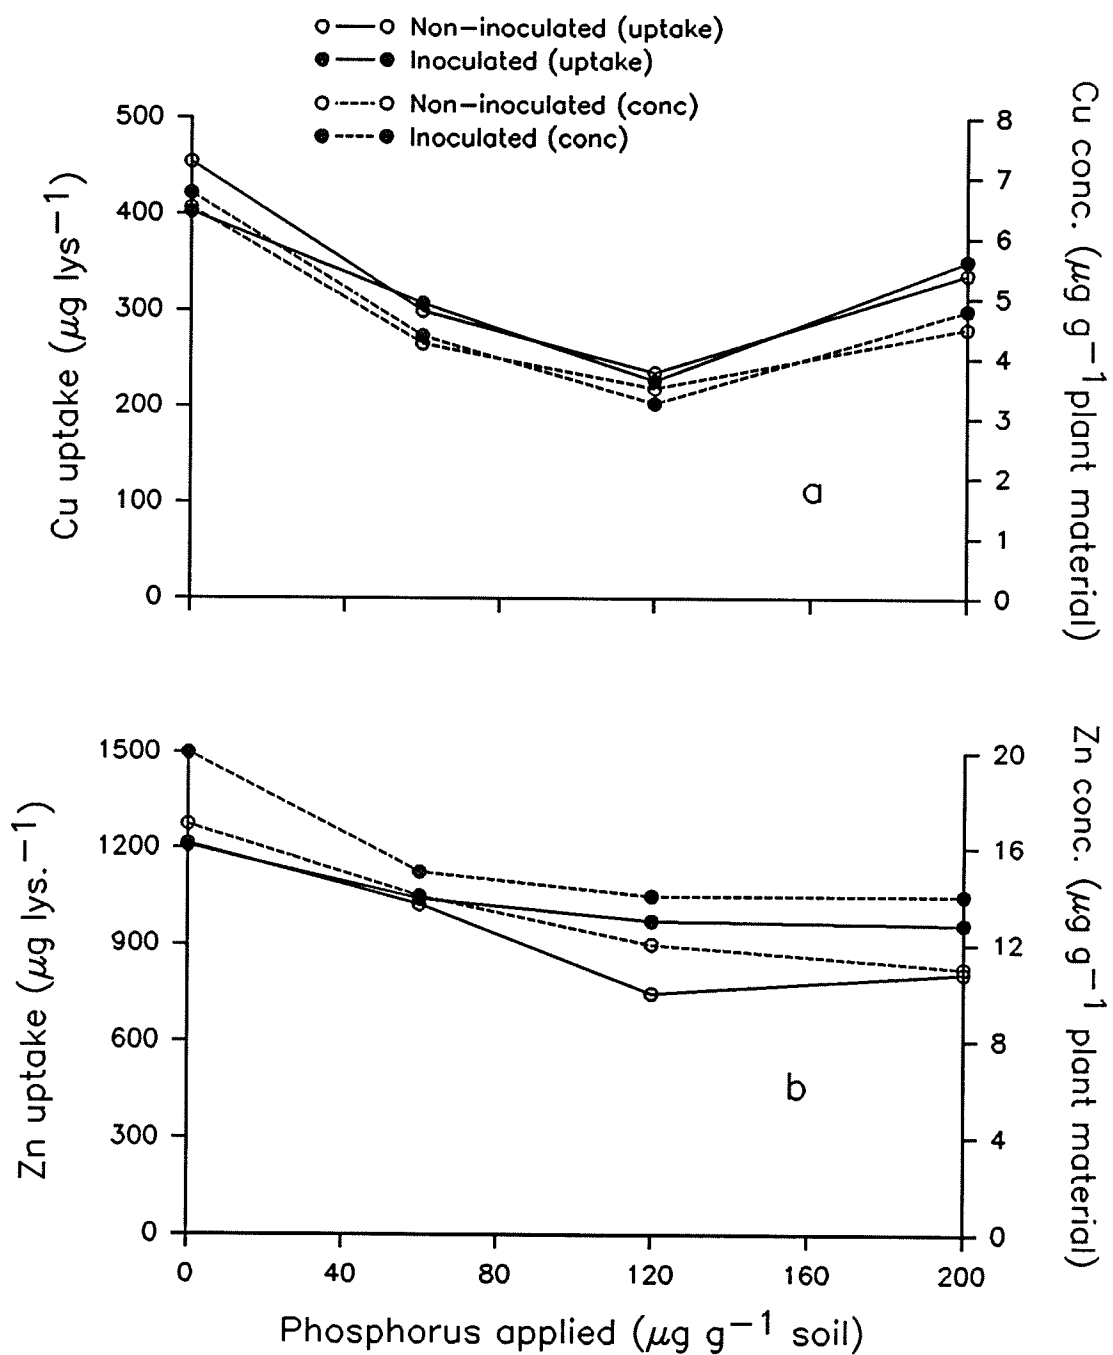 Non-inoculated (uptake)
Inoculated (uptake)
Non-inoculated (conc)
Inoculated (conc)
Cu uptake (μg lys⁻¹)
500
400
300
200
100
0
Cu conc. (μg g⁻¹ plant material)
8
7
6
5
4
3
2
1
0
a
Zn uptake (μg lys.⁻¹)
1500
1200
900
600
300
0
Zn conc. (μg g⁻¹ plant material)
20
16
12
8
4
0
b
0 40 80 120 160 200
Phosphorus applied (μg g⁻¹ soil)